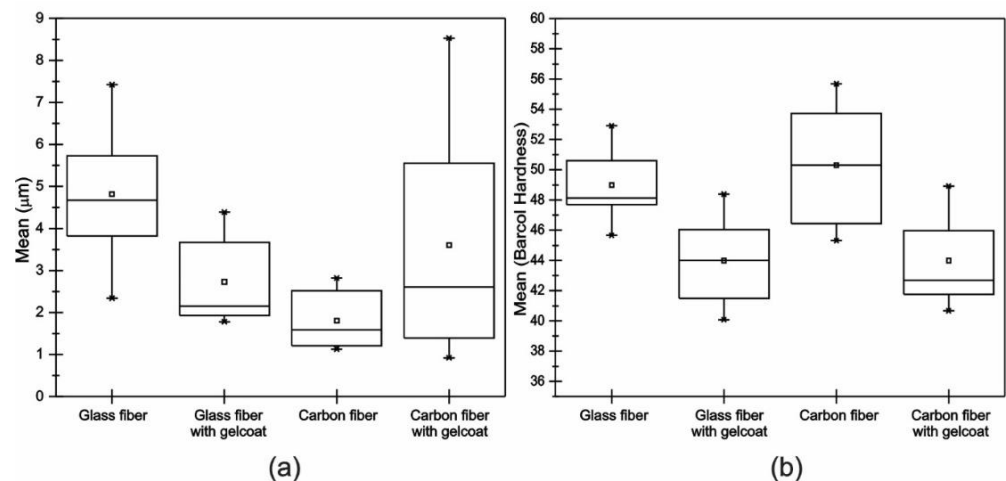 Mean (μm)
9
8
7
6
5
4
3
2
1
0
Glass fiber
Glass fiber
with gelcoat
Carbon fiber
Carbon fiber
with gelcoat
(a)
Mean (Barcol Hardness)
60
58
56
54
52
50
48
46
44
42
40
38
36
Glass fiber
Glass fiber
with gelcoat
Carbon fiber
Carbon fiber
with gelcoat
(b)